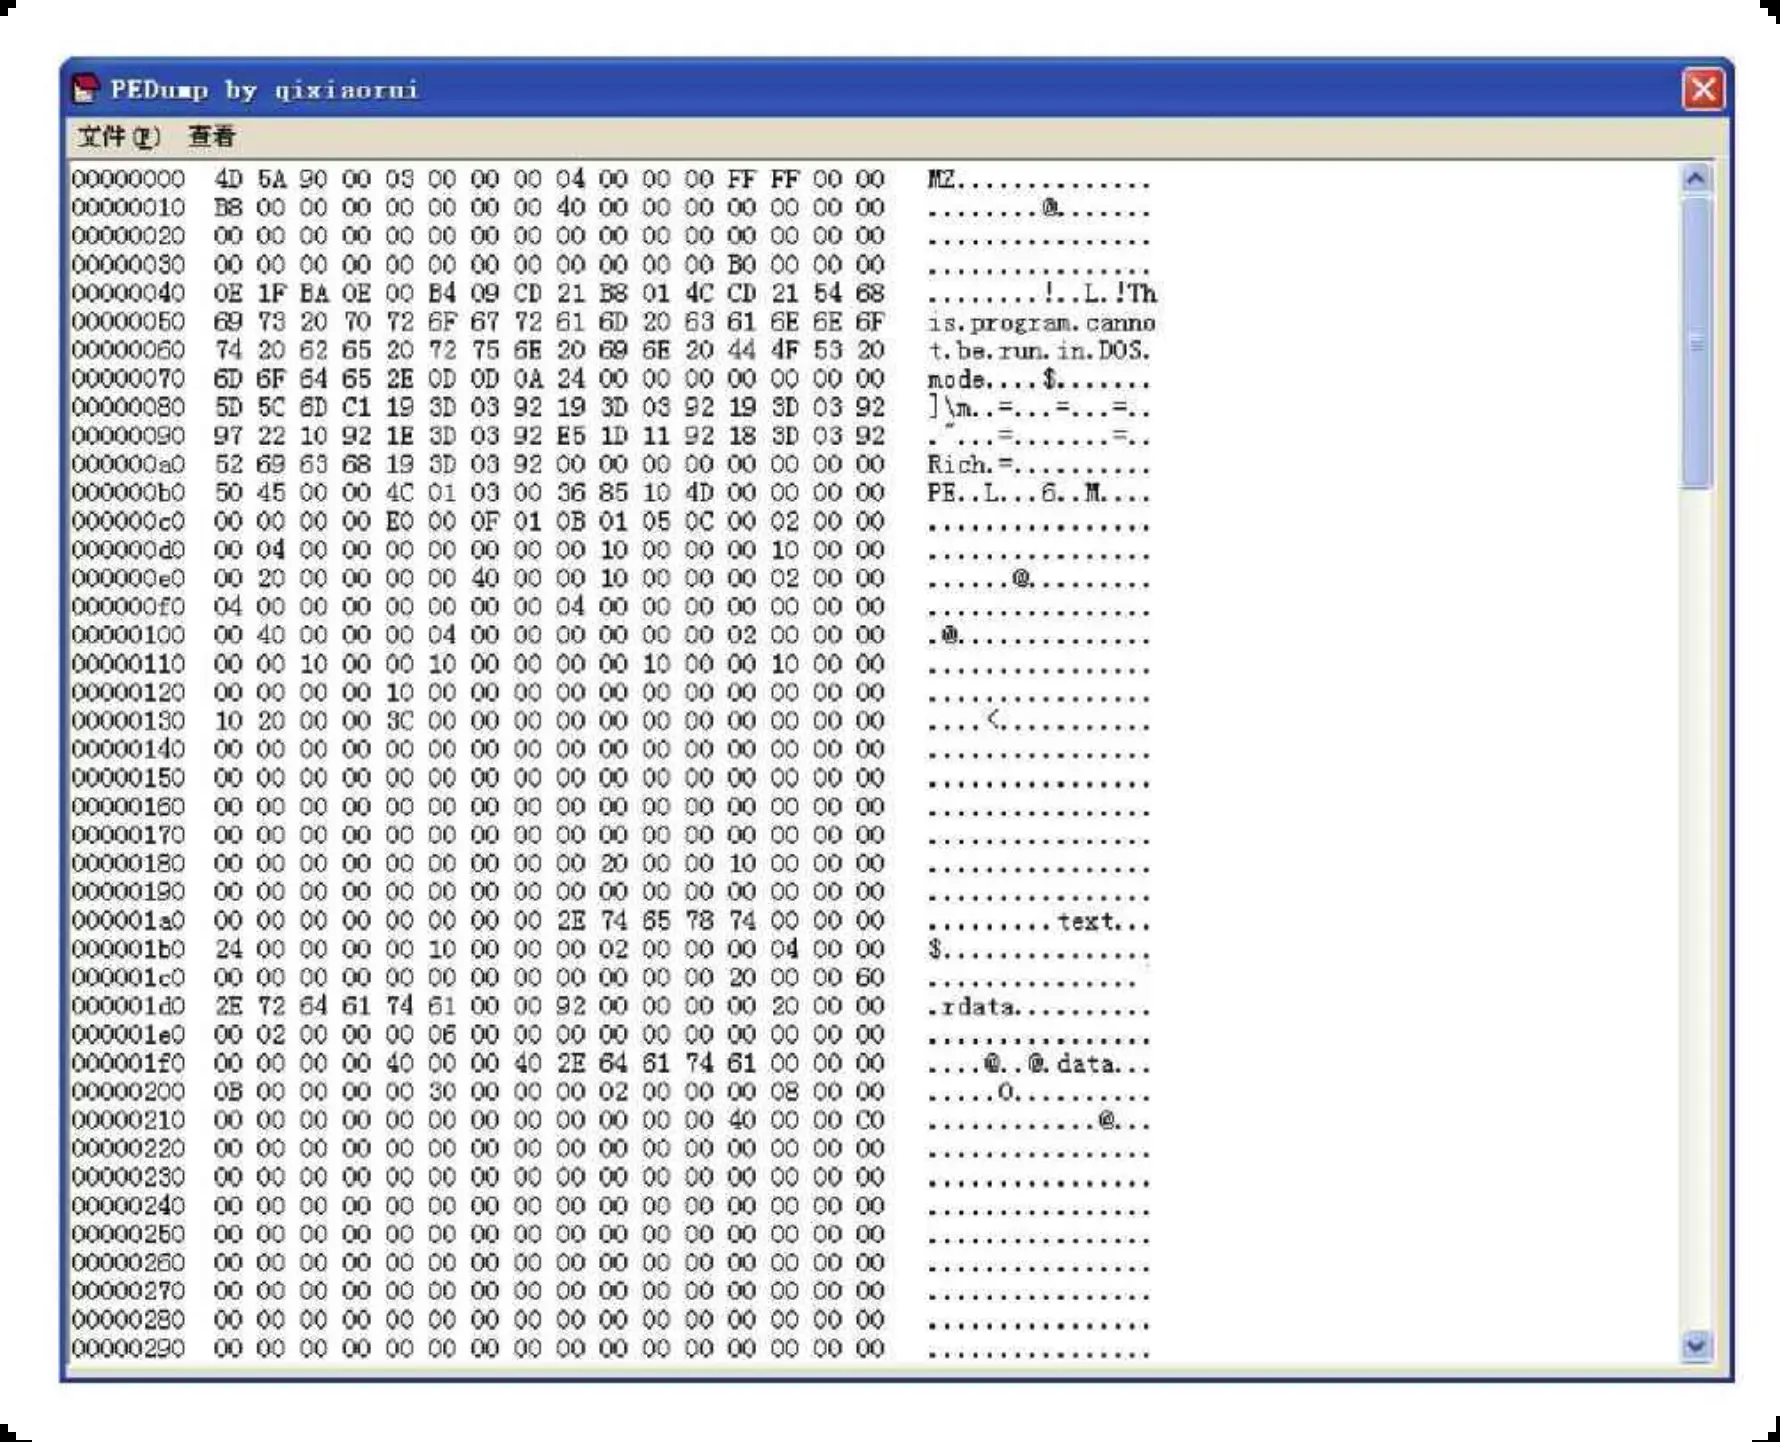 PEDump by qixiaorui
文件(F) 查看
00000000 4D 5A 90 00 03 00 00 00 04 00 00 00 FF FF 00 00 MZ..............
00000010 B8 00 00 00 00 00 00 00 40 00 00 00 00 00 00 00 ........@.......
00000020 00 00 00 00 00 00 00 00 00 00 00 00 00 00 00 00 ................
00000030 00 00 00 00 00 00 00 00 00 00 00 00 B0 00 00 00 ................
00000040 0E 1F BA 0E 00 B4 09 CD 21 B8 01 4C CD 21 54 68 ........!..L.!Th
00000050 69 73 20 70 72 6F 67 72 61 6D 20 63 61 6E 6E 6F is.program.canno
00000060 74 20 62 65 20 72 75 6E 20 69 6E 20 44 4F 53 20 t.be.run.in.DOS.
00000070 6D 6F 64 65 2E 0D 0D 0A 24 00 00 00 00 00 00 00 mode....$.......
00000080 5D 5C 6D C1 19 3D 03 92 19 3D 03 92 19 3D 03 92 ]\m..=...=...=..
00000090 97 22 10 92 1E 3D 03 92 E5 1D 11 92 18 3D 03 92 ."...=.......=..
000000a0 52 69 63 68 19 3D 03 92 00 00 00 00 00 00 00 00 Rich.=..........
000000b0 50 45 00 00 4C 01 03 00 36 85 10 4D 00 00 00 00 PE..L...6..M....
000000c0 00 00 00 00 E0 00 0F 01 0B 01 05 0C 00 02 00 00 ................
000000d0 00 04 00 00 00 00 00 00 00 10 00 00 00 10 00 00 ................
000000e0 00 20 00 00 00 00 40 00 00 10 00 00 00 02 00 00 ......@.........
000000f0 04 00 00 00 00 00 00 00 04 00 00 00 00 00 00 00 ................
00000100 00 40 00 00 00 04 00 00 00 00 00 00 02 00 00 00 .@..............
00000110 00 00 10 00 00 10 00 00 00 00 10 00 00 10 00 00 ................
00000120 00 00 00 00 10 00 00 00 00 00 00 00 00 00 00 00 ................
00000130 10 20 00 00 3C 00 00 00 00 00 00 00 00 00 00 00 ....<...........
00000140 00 00 00 00 00 00 00 00 00 00 00 00 00 00 00 00 ................
00000150 00 00 00 00 00 00 00 00 00 00 00 00 00 00 00 00 ................
00000160 00 00 00 00 00 00 00 00 00 00 00 00 00 00 00 00 ................
00000170 00 00 00 00 00 00 00 00 00 00 00 00 00 00 00 00 ................
00000180 00 00 00 00 00 00 00 00 00 20 00 00 10 00 00 00 ................
00000190 00 00 00 00 00 00 00 00 00 00 00 00 00 00 00 00 ................
000001a0 00 00 00 00 00 00 00 00 2E 74 65 78 74 00 00 00 .........text...
000001b0 24 00 00 00 00 10 00 00 00 02 00 00 00 04 00 00 $...............
000001c0 00 00 00 00 00 00 00 00 00 00 00 00 20 00 00 60 ...............
000001d0 2E 72 64 61 74 61 00 00 92 00 00 00 00 20 00 00 .rdata..........
000001e0 00 02 00 00 00 06 00 00 00 00 00 00 00 00 00 00 ................
000001f0 00 00 00 00 40 00 00 40 2E 64 61 74 61 00 00 00 ....@..@.data...
00000200 0B 00 00 00 00 30 00 00 00 02 00 00 00 08 00 00 .....0..........
00000210 00 00 00 00 00 00 00 00 00 00 00 00 40 00 00 C0 ............@...
00000220 00 00 00 00 00 00 00 00 00 00 00 00 00 00 00 00 ................
00000230 00 00 00 00 00 00 00 00 00 00 00 00 00 00 00 00 ................
00000240 00 00 00 00 00 00 00 00 00 00 00 00 00 00 00 00 ................
00000250 00 00 00 00 00 00 00 00 00 00 00 00 00 00 00 00 ................
00000260 00 00 00 00 00 00 00 00 00 00 00 00 00 00 00 00 ................
00000270 00 00 00 00 00 00 00 00 00 00 00 00 00 00 00 00 ................
00000280 00 00 00 00 00 00 00 00 00 00 00 00 00 00 00 00 ................
00000290 00 00 00 00 00 00 00 00 00 00 00 00 00 00 00 00 ................